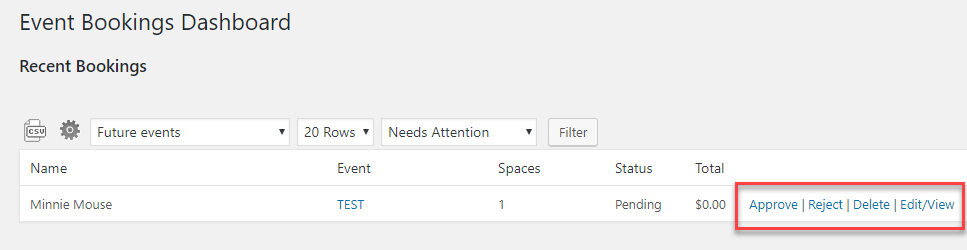 Event Bookings Dashboard
Recent Bookings
CSV Future events 20 Rows Needs Attention Filter
Name Event Spaces Status Total
Minnie Mouse TEST 1 Pending $0.00 Approve | Reject | Delete | Edit/View